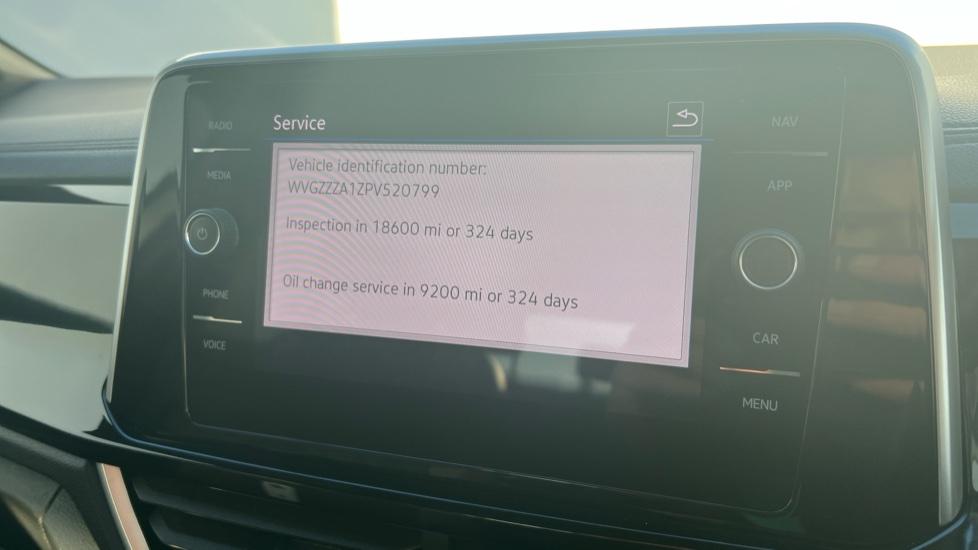 Service
Vehicle identification number:
WVGZZZA1ZPV520799
Inspection in 18600 mi or 324 days
Oil change service in 9200 mi or 324 days
RADIO
MEDIA
PHONE
VOICE
NAV
APP
CAR
MENU